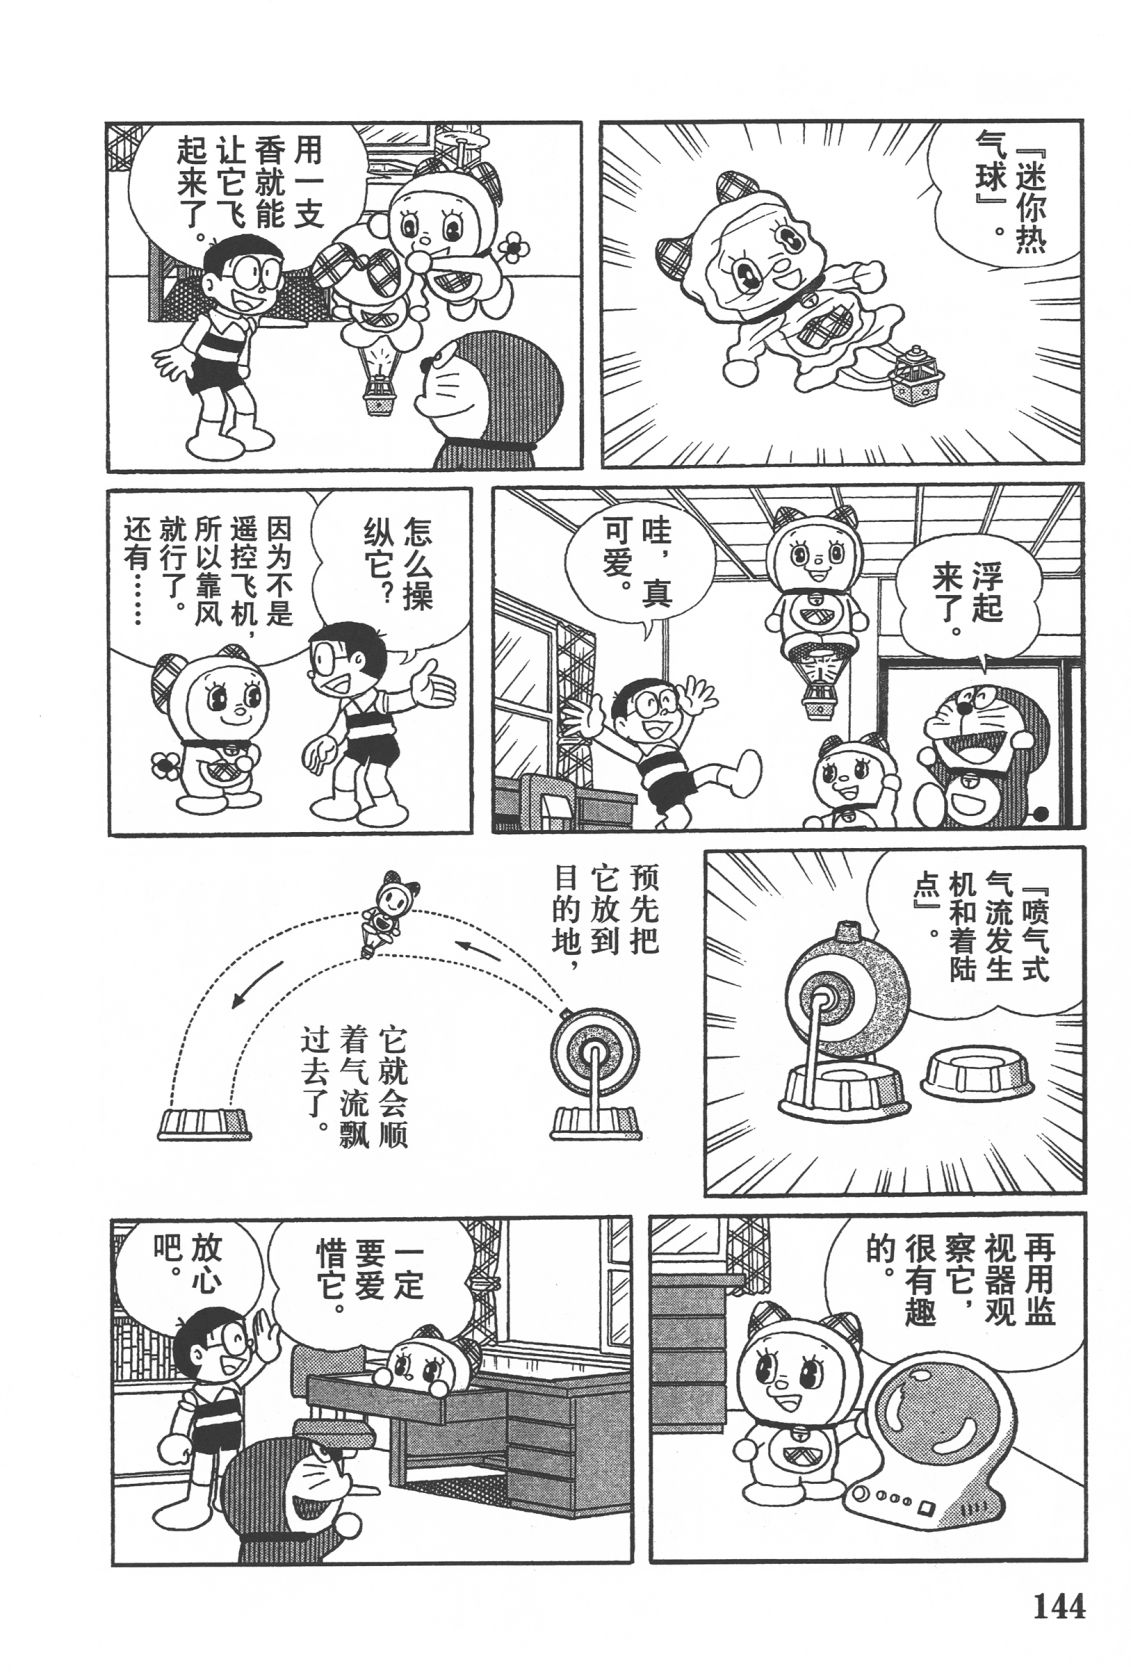 『迷你热
气球』。
用一支
香就能
让它飞
起来了。
浮起
来了。
哇，真
可爱。
怎么操
纵它?
因为不是
遥控飞机，
所以靠风
就行了。
还有……
『喷气式
气流发生
机和着陆
点』。
预先把
它放到
目的地，
它就会顺
着气流飘
过去了。
再用监
视器观
察它，
很有趣
的。
一定
要爱
惜它。
放心
吧。
144